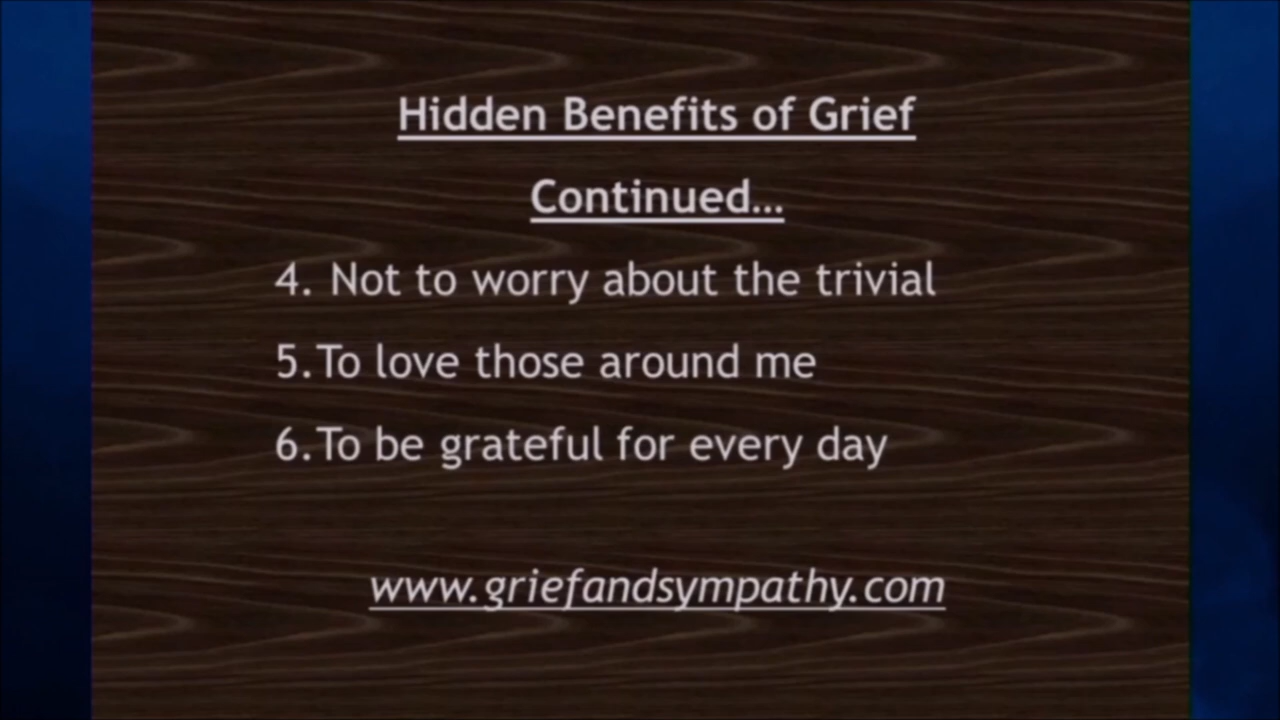 Hidden Benefits of Grief
Continued...
4. Not to worry about the trivial
5.To love those around me
6.To be grateful for every day
www.griefandsympathy.com